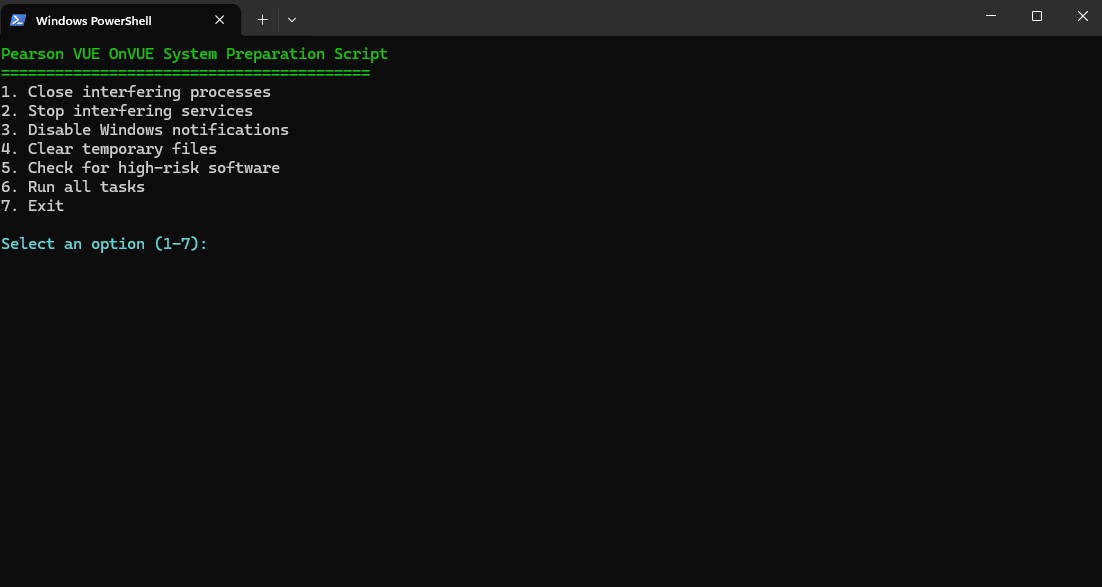 Windows PowerShell
Pearson VUE OnVUE System Preparation Script
=========================================
1. Close interfering processes
2. Stop interfering services
3. Disable Windows notifications
4. Clear temporary files
5. Check for high-risk software
6. Run all tasks
7. Exit
Select an option (1-7):